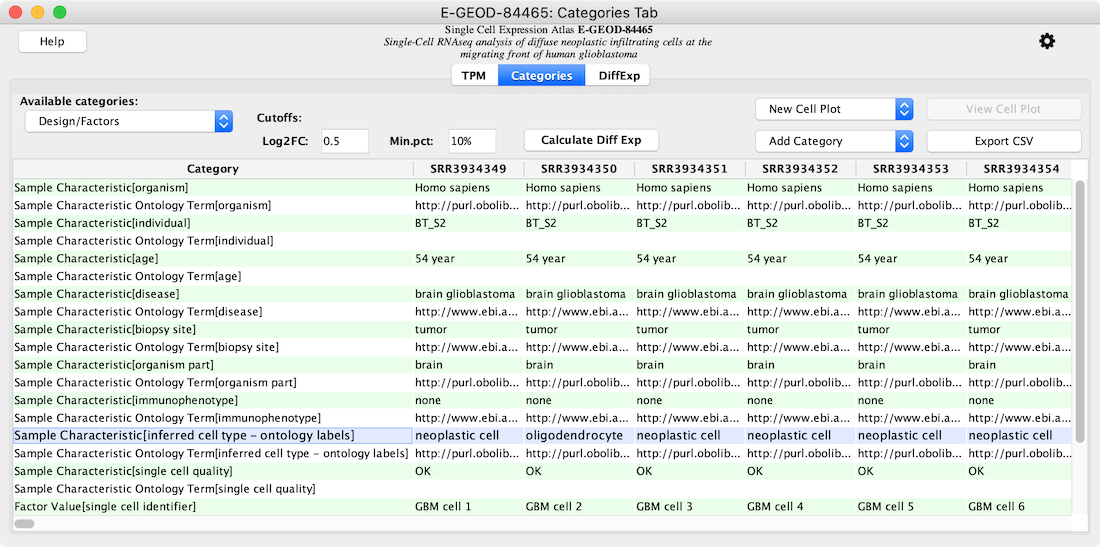 E-GEOD-84465: Categories Tab
Help
Single Cell Expression Atlas E-GEOD-84465
Single-Cell RNAseq analysis of diffuse neoplastic infiltrating cells at the
migrating front of human glioblastoma
TPM Categories DiffExp
Available categories:
Design/Factors
Cutoffs:
Log2FC: 0.5 Min.pct: 10% Calculate Diff Exp
New Cell Plot View Cell Plot
Add Category Export CSV
Category SRR3934349 SRR3934350 SRR3934351 SRR3934352 SRR3934353 SRR3934354
Sample Characteristic[organism] Homo sapiens Homo sapiens Homo sapiens Homo sapiens Homo sapiens Homo sapiens
Sample Characteristic Ontology Term[organism] http://purl.obolib... http://purl.obolib... http://purl.obolib... http://purl.obolib... http://purl.obolib... http://purl.obolib...
Sample Characteristic[individual] BT_S2 BT_S2 BT_S2 BT_S2 BT_S2 BT_S2
Sample Characteristic Ontology Term[individual]
Sample Characteristic[age] 54 year 54 year 54 year 54 year 54 year 54 year
Sample Characteristic Ontology Term[age]
Sample Characteristic[disease] brain glioblastoma brain glioblastoma brain glioblastoma brain glioblastoma brain glioblastoma brain glioblastoma
Sample Characteristic Ontology Term[disease] http://www.ebi.a... http://www.ebi.a... http://www.ebi.a... http://www.ebi.a... http://www.ebi.a... http://www.ebi.a...
Sample Characteristic[biopsy site] tumor tumor tumor tumor tumor tumor
Sample Characteristic Ontology Term[biopsy site] http://www.ebi.a... http://www.ebi.a... http://www.ebi.a... http://www.ebi.a... http://www.ebi.a... http://www.ebi.a...
Sample Characteristic[organism part] brain brain brain brain brain brain
Sample Characteristic Ontology Term[organism part] http://purl.obolib... http://purl.obolib... http://purl.obolib... http://purl.obolib... http://purl.obolib... http://purl.obolib...
Sample Characteristic[immunophenotype] none none none none none none
Sample Characteristic Ontology Term[immunophenotype] http://www.ebi.a... http://www.ebi.a... http://www.ebi.a... http://www.ebi.a... http://www.ebi.a... http://www.ebi.a...
Sample Characteristic[inferred cell type - ontology labels] neoplastic cell oligodendrocyte neoplastic cell neoplastic cell neoplastic cell neoplastic cell
Sample Characteristic Ontology Term[inferred cell type - ontology labels] http://purl.obolib... http://purl.obolib... http://purl.obolib... http://purl.obolib... http://purl.obolib... http://purl.obolib...
Sample Characteristic[single cell quality] OK OK OK OK OK OK
Sample Characteristic Ontology Term[single cell quality]
Factor Value[single cell identifier] GBM cell 1 GBM cell 2 GBM cell 3 GBM cell 4 GBM cell 5 GBM cell 6